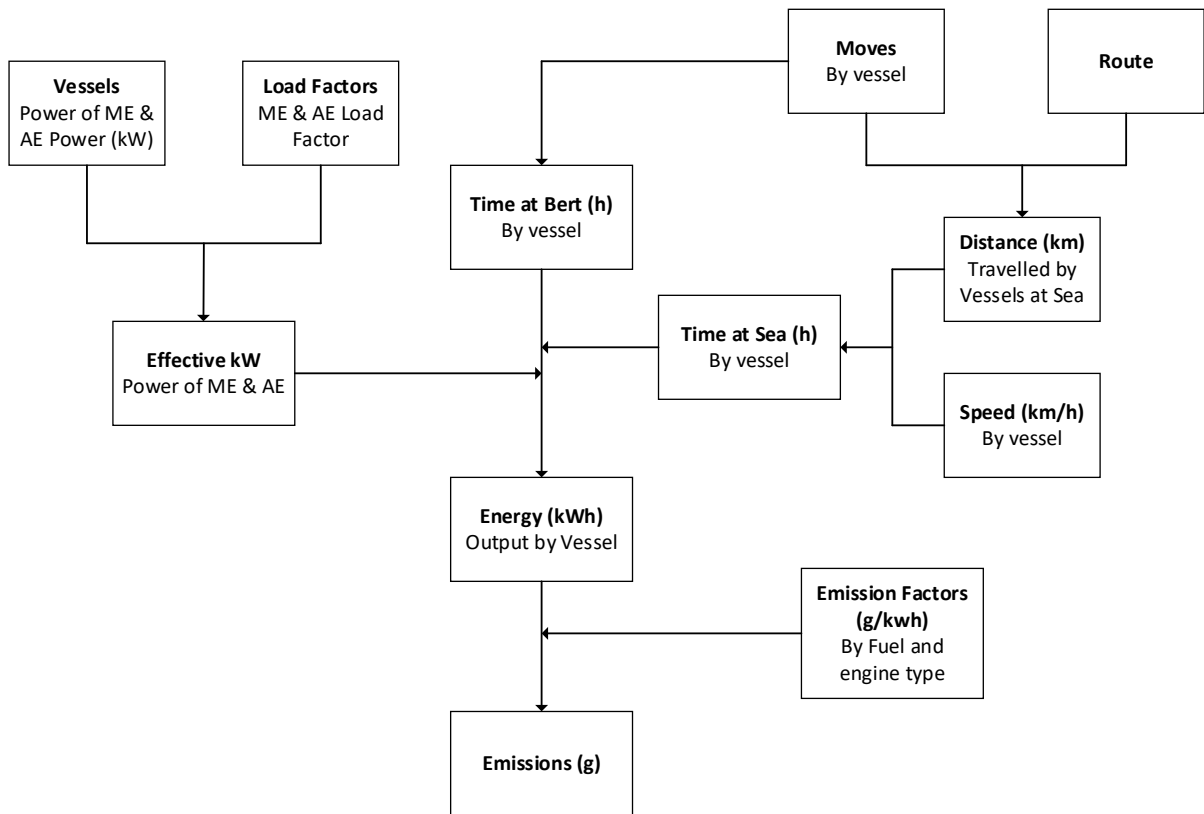 Moves
By vessel
Route
Vessels
Power of ME &
AE Power (kW)
Load Factors
ME & AE Load
Factor
Time at Bert (h)
By vessel
Distance (km)
Travelled by
Vessels at Sea
Time at Sea (h)
By vessel
Effective kW
Power of ME & AE
Speed (km/h)
By vessel
Energy (kWh)
Output by Vessel
Emission Factors
(g/kwh)
By Fuel and
engine type
Emissions (g)